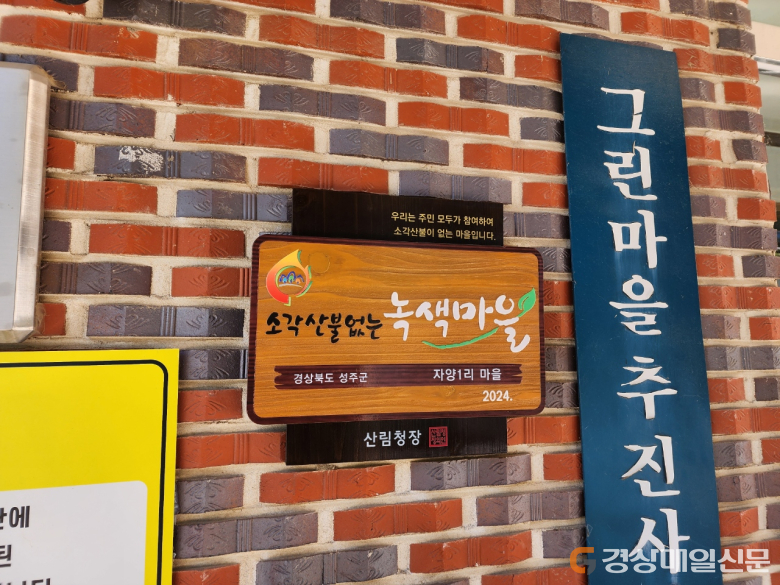 우리는 주민 모두가 참여하여
소각산불이 없는 마을입니다.
소각산불없는 녹색마을
경상북도 성주군 자양1리 마을
2024.
산림청장
그린마을추진사
경상매일신문